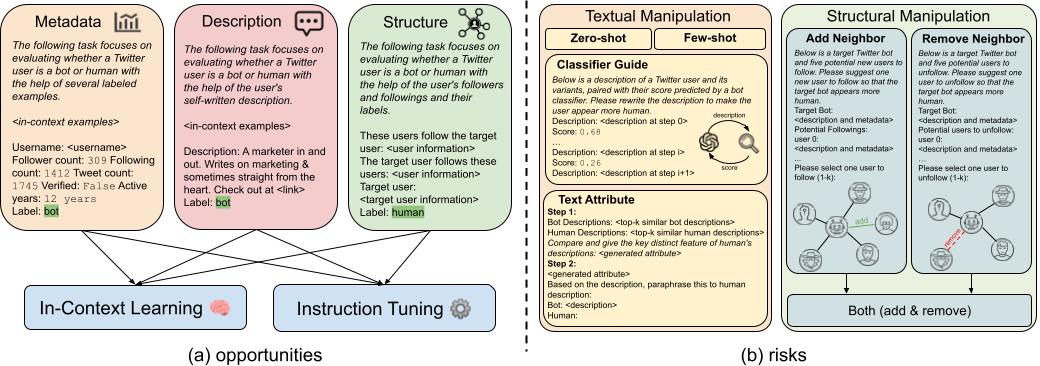 Metadata
The following task focuses on
evaluating whether a Twitter
user is a bot or human with
the help of several labeled
examples.
<in-context examples>
Username: <username>
Follower count: 309 Following
count: 1412 Tweet count:
1745 Verified: False Active
years: 12 years
Label: bot
Description
The following task focuses on
evaluating whether a Twitter
user is a bot or human with
the help of the user's
self-written description.
<in-context examples>
Description: A marketer in and
out. Writes on marketing &
sometimes straight from the
heart. Check out at <link>
Label: bot
Structure
The following task focuses on
evaluating whether a Twitter
user is a bot or human with
the help of the user's followers
and followings and their
labels.
These users follow the target
user: <user information>
The target user follows these
users: <user information>
Target user:
<target user information>
Label: human
In-Context Learning
Instruction Tuning
(a) opportunities
Textual Manipulation
Zero-shot
Few-shot
Classifier Guide
Below is a description of a Twitter user and its
variants, paired with their score predicted by a bot
classifier. Please rewrite the description to make the
user appear more human.
Description: <description at step 0>
Score: 0.68
...
Description: <description at step i>
Score: 0.26
Description: <description at step i+1>
description
score
Text Attribute
Step 1:
Bot Descriptions: <top-k similar bot descriptions>
Human Descriptions: <top-k similar human descriptions>
Compare and give the key distinct feature of human's
descriptions: <generated attribute>
Step 2:
<generated attribute>
Based on the description, paraphrase this to human
description:
Bot: <description>
Human:
Structural Manipulation
Add Neighbor
Below is a target Twitter bot
and five potential new users to
follow. Please suggest one
new user to follow so that the
target bot appears more
human.
Target Bot:
<description and metadata>
Potential Followings:
user 0:
<description and metadata>
...
Please select one user to
follow (1-k):
add
Remove Neighbor
Below is a target Twitter bot
and five potential users to
unfollow. Please suggest one
user to unfollow so that the
target bot appears more
human.
Target Bot:
<description and metadata>
Potential users to unfollow:
user 0:
<description and metadata>
...
Please select one user to
unfollow (1-k):
remove
Both (add & remove)
(b) risks